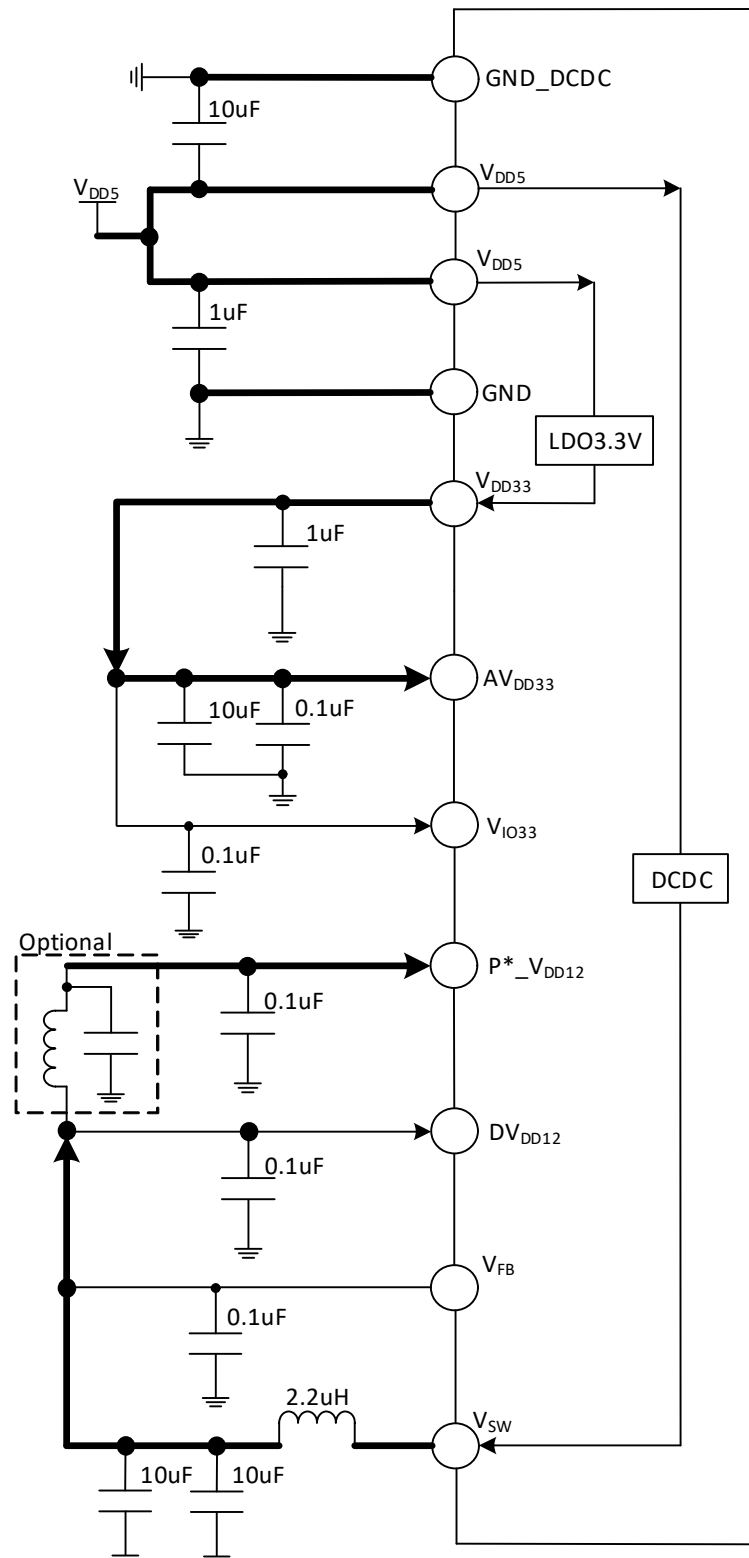 GND_DCDC
10uF
VDD5
VDD5
VDD5
1uF
GND
LDO3.3V
VDD33
1uF
AVDD33
10uF
0.1uF
VIO33
0.1uF
DCDC
Optional
P*_VDD12
0.1uF
DVDD12
0.1uF
VFB
0.1uF
2.2uH
VSW
10uF
10uF